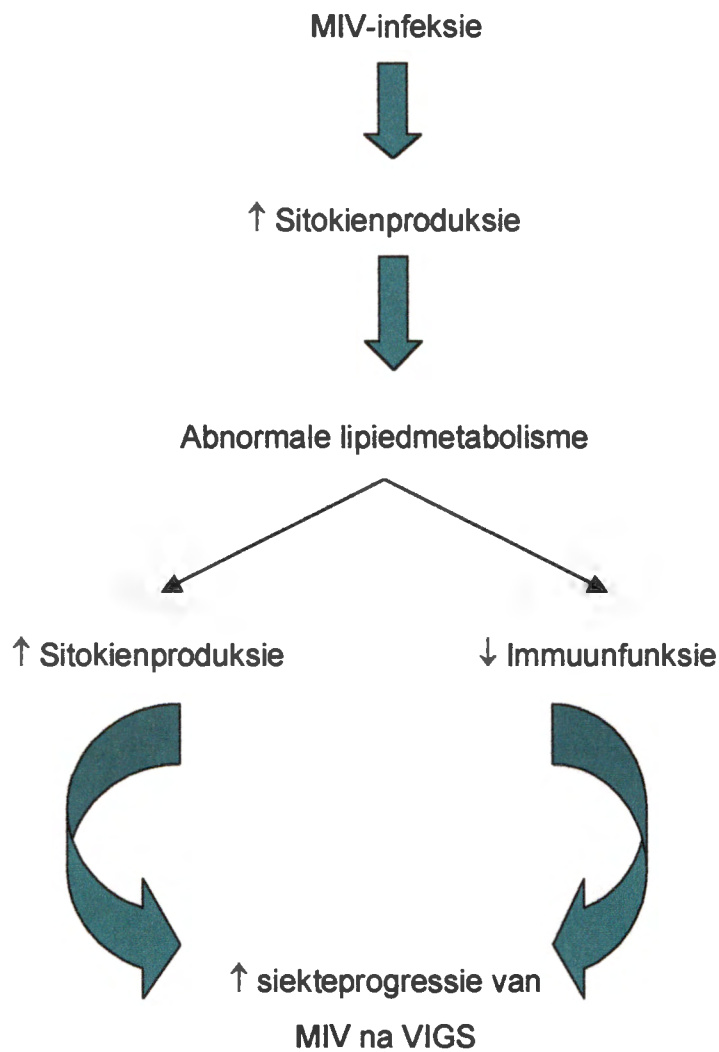 MIV-infeksie
↑ Sitokienproduksie
Abnormale lipiedmetabolisme
↑ Sitokienproduksie
↓ Immuunfunksie
↑ siekteprogressie van
MIV na VIGS